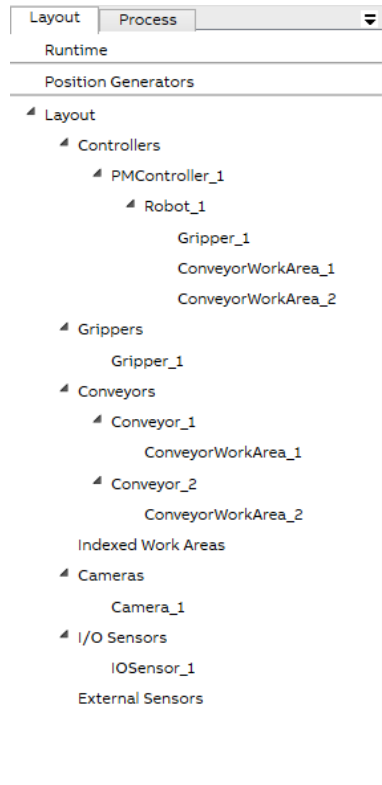 Layout Process
Runtime
Position Generators
Layout
Controllers
PMController_1
Robot_1
Gripper_1
ConveyorWorkArea_1
ConveyorWorkArea_2
Grippers
Gripper_1
Conveyors
Conveyor_1
ConveyorWorkArea_1
Conveyor_2
ConveyorWorkArea_2
Indexed Work Areas
Cameras
Camera_1
I/O Sensors
IOSensor_1
External Sensors